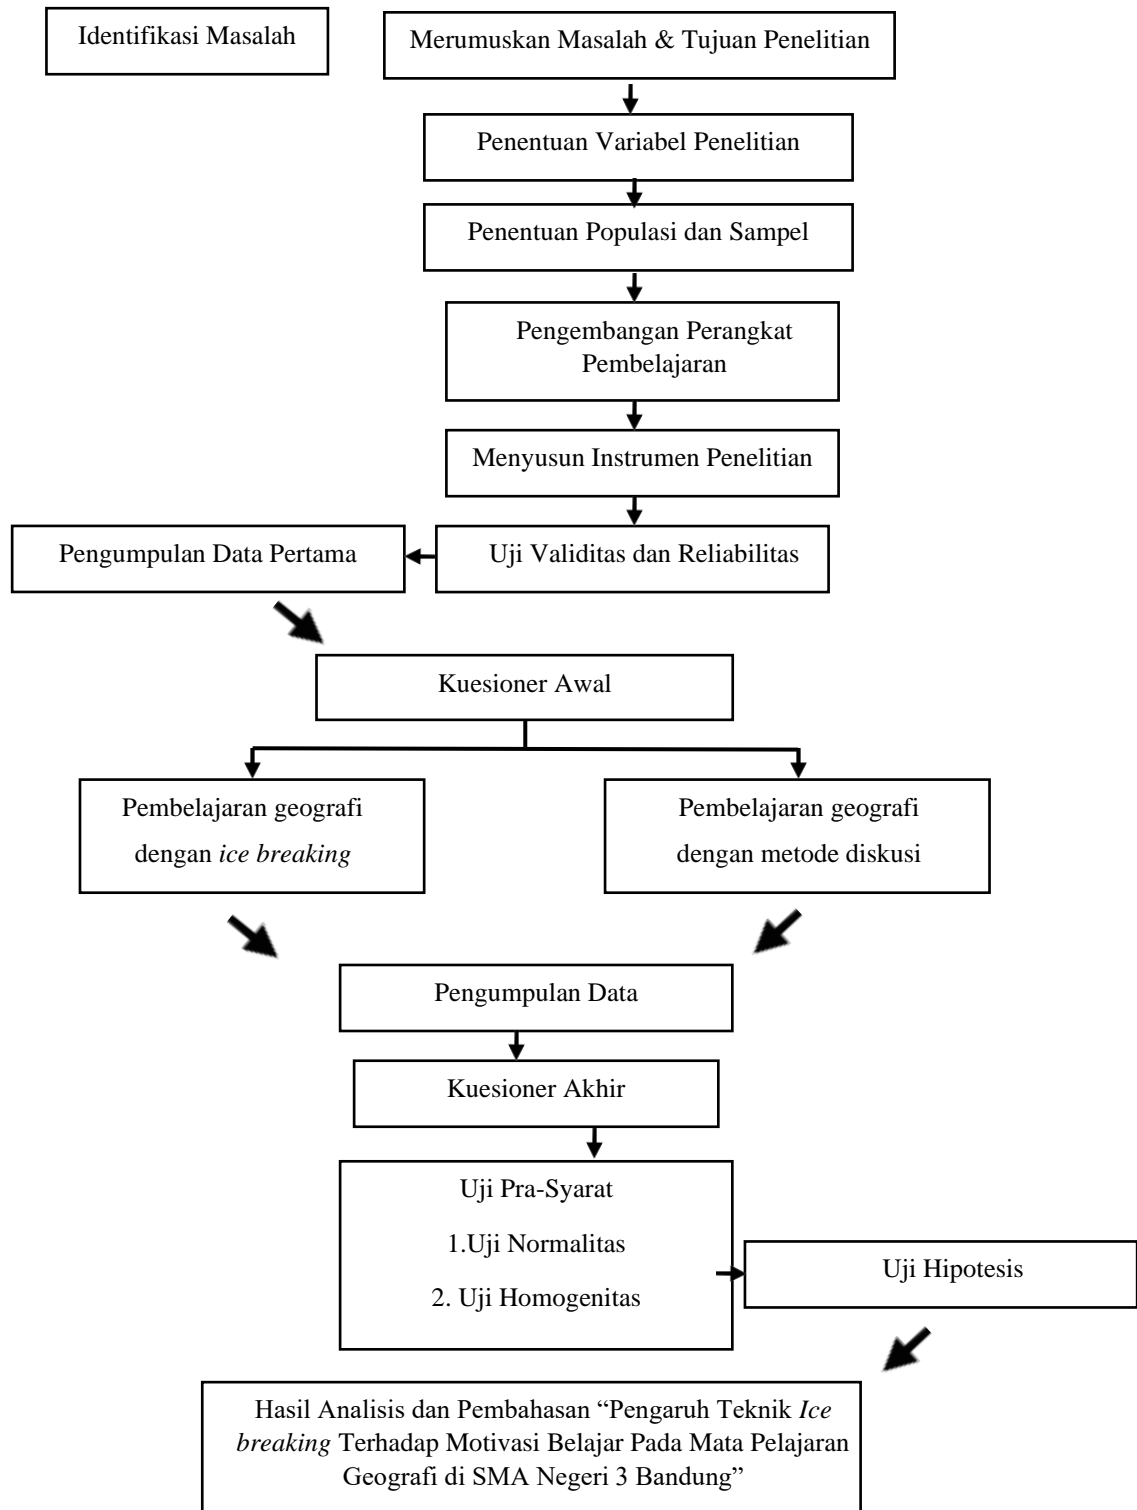 Identifikasi Masalah
Merumuskan Masalah & Tujuan Penelitian
Penentuan Variabel Penelitian
Penentuan Populasi dan Sampel
Pengembangan Perangkat
Pembelajaran
Menyusun Instrumen Penelitian
Pengumpulan Data Pertama
Uji Validitas dan Reliabilitas
Kuesioner Awal
Pembelajaran geografi
dengan ice breaking
Pembelajaran geografi
dengan metode diskusi
Pengumpulan Data
Kuesioner Akhir
Uji Pra-Syarat
1.Uji Normalitas
2. Uji Homogenitas
Uji Hipotesis
Hasil Analisis dan Pembahasan “Pengaruh Teknik Ice
breaking Terhadap Motivasi Belajar Pada Mata Pelajaran
Geografi di SMA Negeri 3 Bandung”